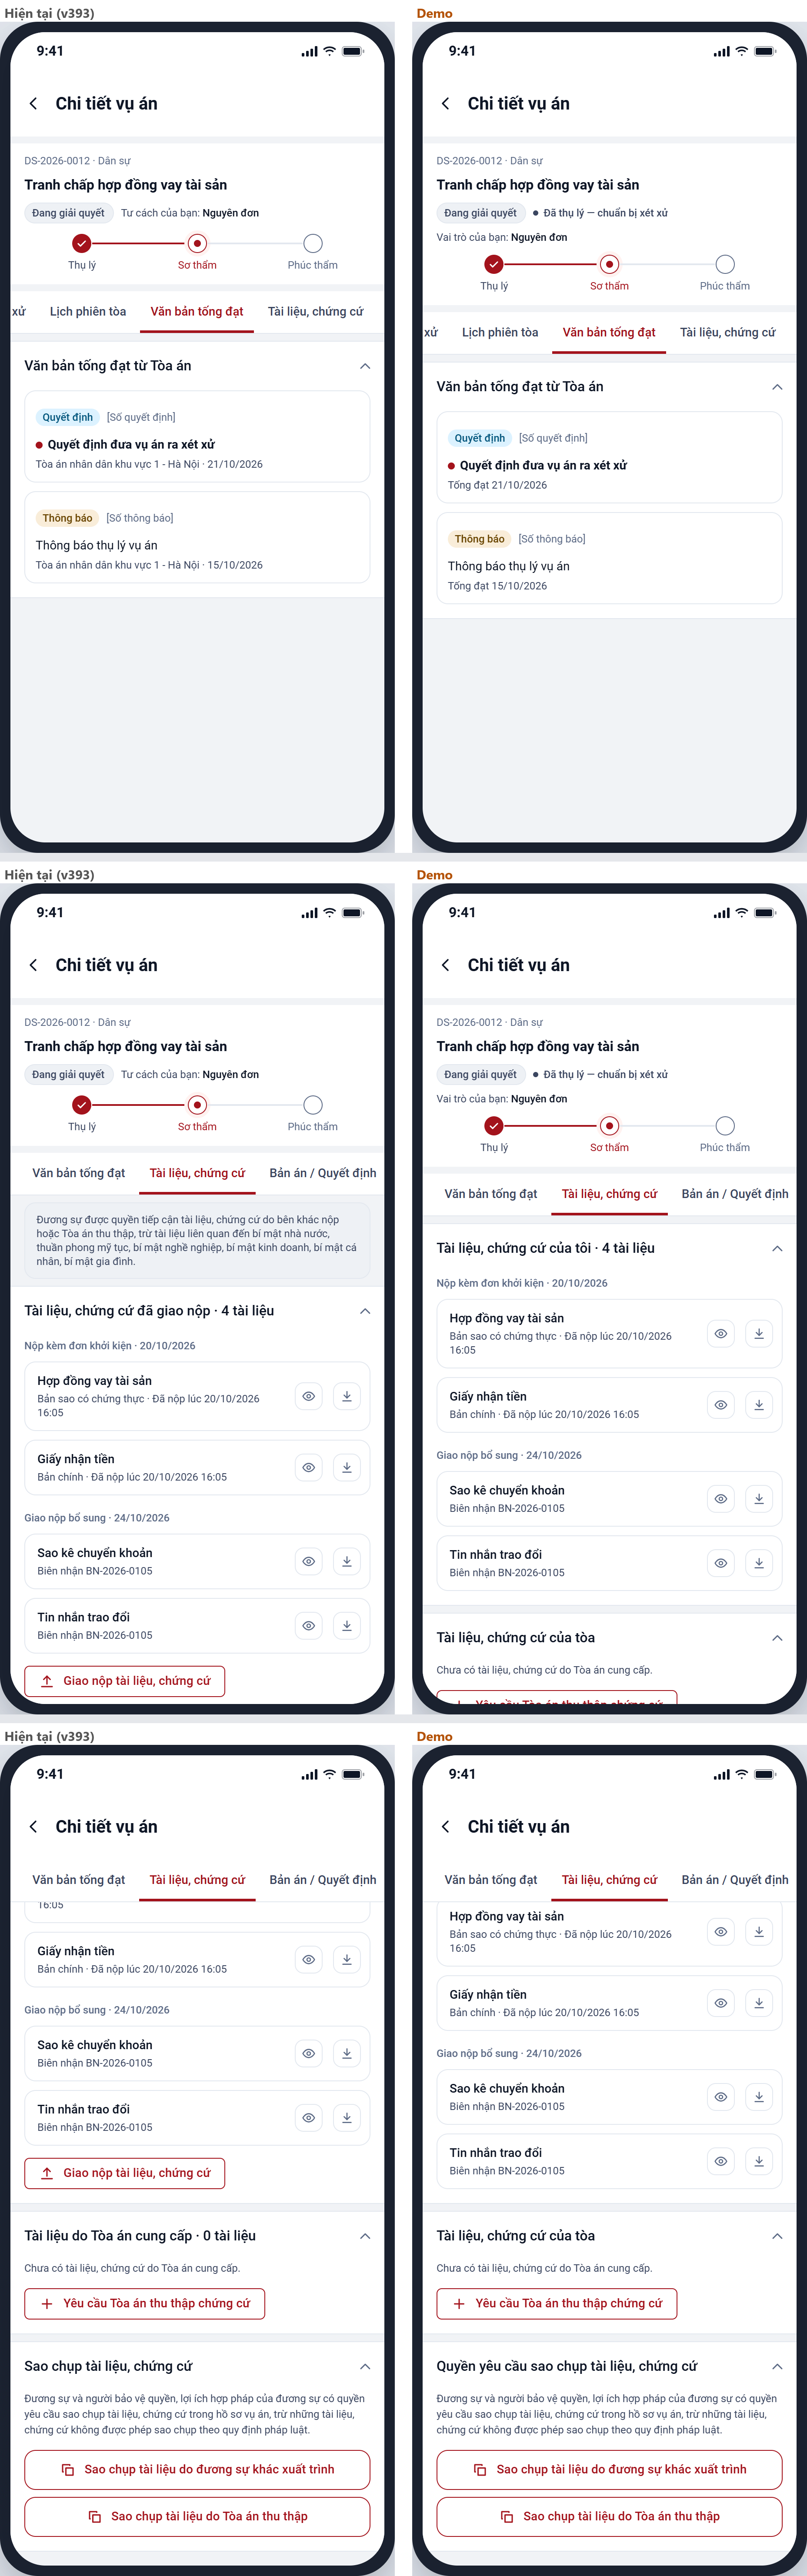 Hiện tại (v393)
9:41
Chi tiết vụ án
DS-2026-0012 · Dân sự
Tranh chấp hợp đồng vay tài sản
Đang giải quyết Tư cách của bạn: Nguyên đơn
Thụ lý Sơ thẩm Phúc thẩm
xử Lịch phiên tòa Văn bản tống đạt Tài liệu, chứng cứ
Văn bản tống đạt từ Tòa án
Quyết định [Số quyết định]
Quyết định đưa vụ án ra xét xử
Tòa án nhân dân khu vực 1 - Hà Nội · 21/10/2026
Thông báo [Số thông báo]
Thông báo thụ lý vụ án
Tòa án nhân dân khu vực 1 - Hà Nội · 15/10/2026
Demo
9:41
Chi tiết vụ án
DS-2026-0012 · Dân sự
Tranh chấp hợp đồng vay tài sản
Đang giải quyết • Đã thụ lý — chuẩn bị xét xử
Vai trò của bạn: Nguyên đơn
Thụ lý Sơ thẩm Phúc thẩm
xử Lịch phiên tòa Văn bản tống đạt Tài liệu, chứng cứ
Văn bản tống đạt từ Tòa án
Quyết định [Số quyết định]
Quyết định đưa vụ án ra xét xử
Tống đạt 21/10/2026
Thông báo [Số thông báo]
Thông báo thụ lý vụ án
Tống đạt 15/10/2026
Hiện tại (v393)
9:41
Chi tiết vụ án
DS-2026-0012 · Dân sự
Tranh chấp hợp đồng vay tài sản
Đang giải quyết Tư cách của bạn: Nguyên đơn
Thụ lý Sơ thẩm Phúc thẩm
Văn bản tống đạt Tài liệu, chứng cứ Bản án / Quyết định
Đương sự được quyền tiếp cận tài liệu, chứng cứ do bên khác nộp
hoặc Tòa án thu thập, trừ tài liệu liên quan đến bí mật nhà nước,
thuần phong mỹ tục, bí mật nghề nghiệp, bí mật kinh doanh, bí mật cá
nhân, bí mật gia đình.
Tài liệu, chứng cứ đã giao nộp · 4 tài liệu
Nộp kèm đơn khởi kiện · 20/10/2026
Hợp đồng vay tài sản
Bản sao có chứng thực · Đã nộp lúc 20/10/2026
16:05
Giấy nhận tiền
Bản chính · Đã nộp lúc 20/10/2026 16:05
Giao nộp bổ sung · 24/10/2026
Sao kê chuyển khoản
Biên nhận BN-2026-0105
Tin nhắn trao đổi
Biên nhận BN-2026-0105
Giao nộp tài liệu, chứng cứ
Demo
9:41
Chi tiết vụ án
DS-2026-0012 · Dân sự
Tranh chấp hợp đồng vay tài sản
Đang giải quyết • Đã thụ lý — chuẩn bị xét xử
Vai trò của bạn: Nguyên đơn
Thụ lý Sơ thẩm Phúc thẩm
Văn bản tống đạt Tài liệu, chứng cứ Bản án / Quyết định
Tài liệu, chứng cứ của tôi · 4 tài liệu
Nộp kèm đơn khởi kiện · 20/10/2026
Hợp đồng vay tài sản
Bản sao có chứng thực · Đã nộp lúc 20/10/2026
16:05
Giấy nhận tiền
Bản chính · Đã nộp lúc 20/10/2026 16:05
Giao nộp bổ sung · 24/10/2026
Sao kê chuyển khoản
Biên nhận BN-2026-0105
Tin nhắn trao đổi
Biên nhận BN-2026-0105
Tài liệu, chứng cứ của tòa
Chưa có tài liệu, chứng cứ do Tòa án cung cấp.
Yêu cầu Tòa án thu thập chứng cứ
Hiện tại (v393)
9:41
Chi tiết vụ án
Văn bản tống đạt Tài liệu, chứng cứ Bản án / Quyết định
16:05
Giấy nhận tiền
Bản chính · Đã nộp lúc 20/10/2026 16:05
Giao nộp bổ sung · 24/10/2026
Sao kê chuyển khoản
Biên nhận BN-2026-0105
Tin nhắn trao đổi
Biên nhận BN-2026-0105
Giao nộp tài liệu, chứng cứ
Tài liệu do Tòa án cung cấp · 0 tài liệu
Chưa có tài liệu, chứng cứ do Tòa án cung cấp.
Yêu cầu Tòa án thu thập chứng cứ
Sao chụp tài liệu, chứng cứ
Đương sự và người bảo vệ quyền, lợi ích hợp pháp của đương sự có quyền
yêu cầu sao chụp tài liệu, chứng cứ trong hồ sơ vụ án, trừ những tài liệu,
chứng cứ không được phép sao chụp theo quy định pháp luật.
Sao chụp tài liệu do đương sự khác xuất trình
Sao chụp tài liệu do Tòa án thu thập
Demo
9:41
Chi tiết vụ án
Văn bản tống đạt Tài liệu, chứng cứ Bản án / Quyết định
Hợp đồng vay tài sản
Bản sao có chứng thực · Đã nộp lúc 20/10/2026
16:05
Giấy nhận tiền
Bản chính · Đã nộp lúc 20/10/2026 16:05
Giao nộp bổ sung · 24/10/2026
Sao kê chuyển khoản
Biên nhận BN-2026-0105
Tin nhắn trao đổi
Biên nhận BN-2026-0105
Tài liệu, chứng cứ của tòa
Chưa có tài liệu, chứng cứ do Tòa án cung cấp.
Yêu cầu Tòa án thu thập chứng cứ
Quyền yêu cầu sao chụp tài liệu, chứng cứ
Đương sự và người bảo vệ quyền, lợi ích hợp pháp của đương sự có quyền
yêu cầu sao chụp tài liệu, chứng cứ trong hồ sơ vụ án, trừ những tài liệu,
chứng cứ không được phép sao chụp theo quy định pháp luật.
Sao chụp tài liệu do đương sự khác xuất trình
Sao chụp tài liệu do Tòa án thu thập